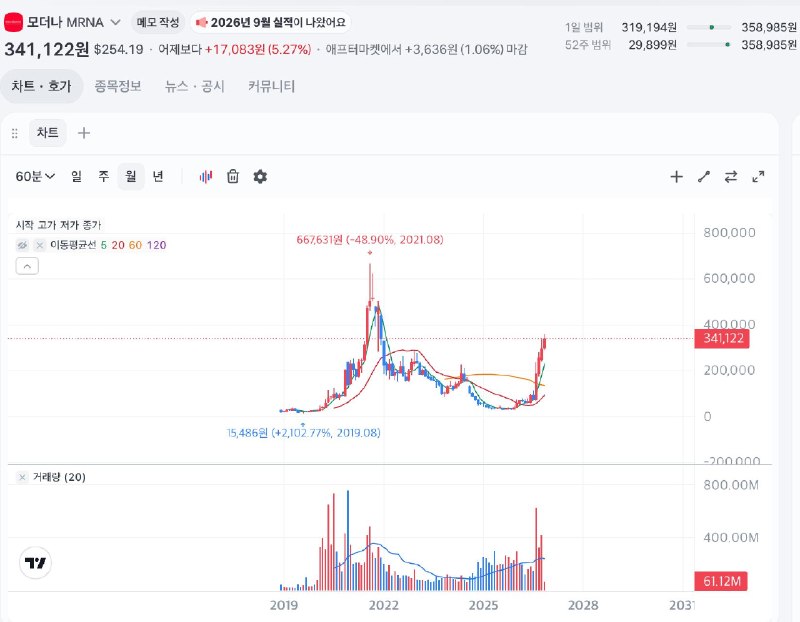 모더나 MRNA 메모 작성 2026년 9월 실적이 나왔어요
341,122원 $254.19 · 어제보다 +17,083원 (5.27%) · 애프터마켓에서 +3,636원 (1.06%) 마감
1일 범위 319,194원 358,985원
52주 범위 29,899원 358,985원
차트 · 호가 종목정보 뉴스 · 공시 커뮤니티
차트
60분 일 주 월 년
시작 고가 저가 종가
이동평균선 5 20 60 120
667,631원 (-48.90%, 2021.08)
800,000
600,000
400,000
341,122
200,000
0
15,486원 (+2,102.77%, 2019.08)
-200,000
거래량 (20)
800.00M
400.00M
61.12M
2019 2022 2025 2028 2031